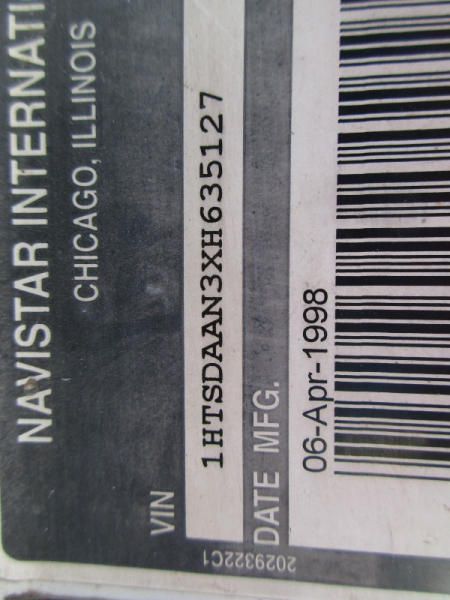 NAVISTAR INTERNATI
CHICAGO, ILLINOIS
VIN
1HTSDAAN3XH635127
DATE MFG.
06-Apr-1998
2029322C1